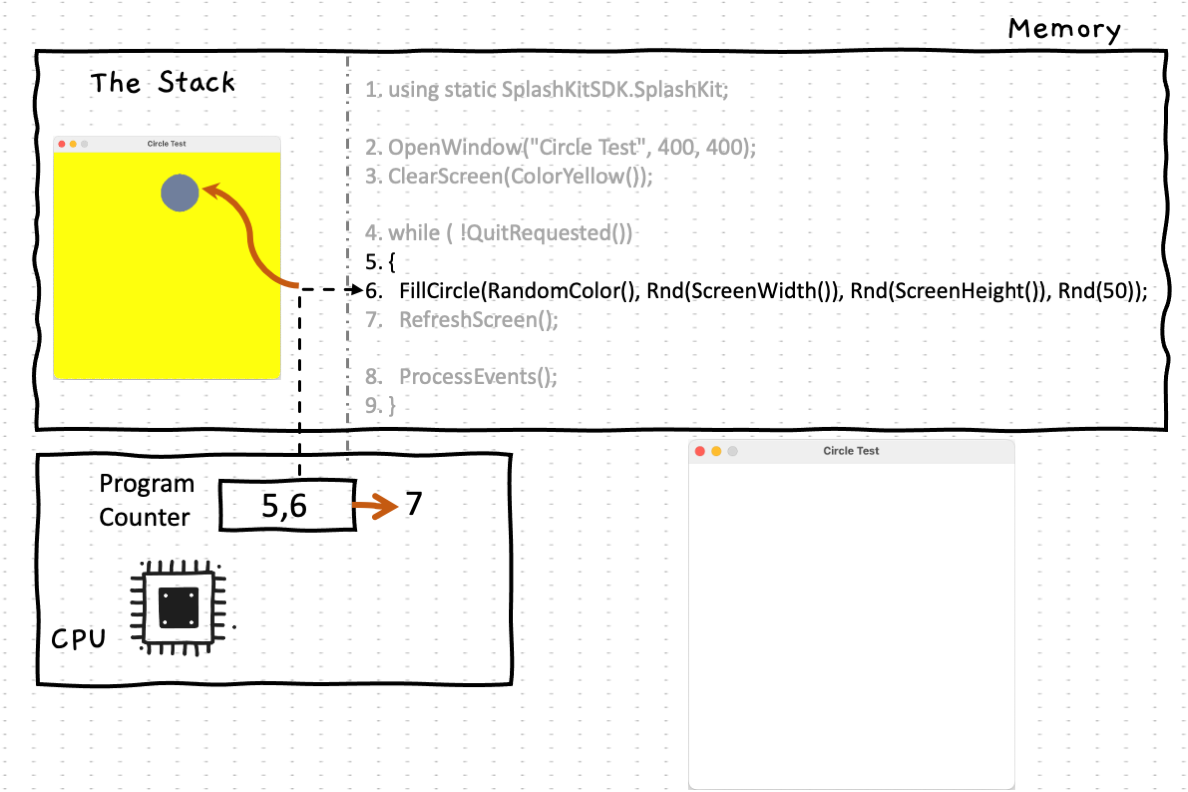 Memory
The Stack
Circle Test
1. using static SplashKitSDK.SplashKit;
2. OpenWindow("Circle Test", 400, 400);
3. ClearScreen(ColorYellow());
4. while ( !QuitRequested())
5. {
6. FillCircle(RandomColor(), Rnd(ScreenWidth()), Rnd(ScreenHeight()), Rnd(50));
7. RefreshScreen();
8. ProcessEvents();
9. }
Program
Counter
5,6
7
CPU
Circle Test